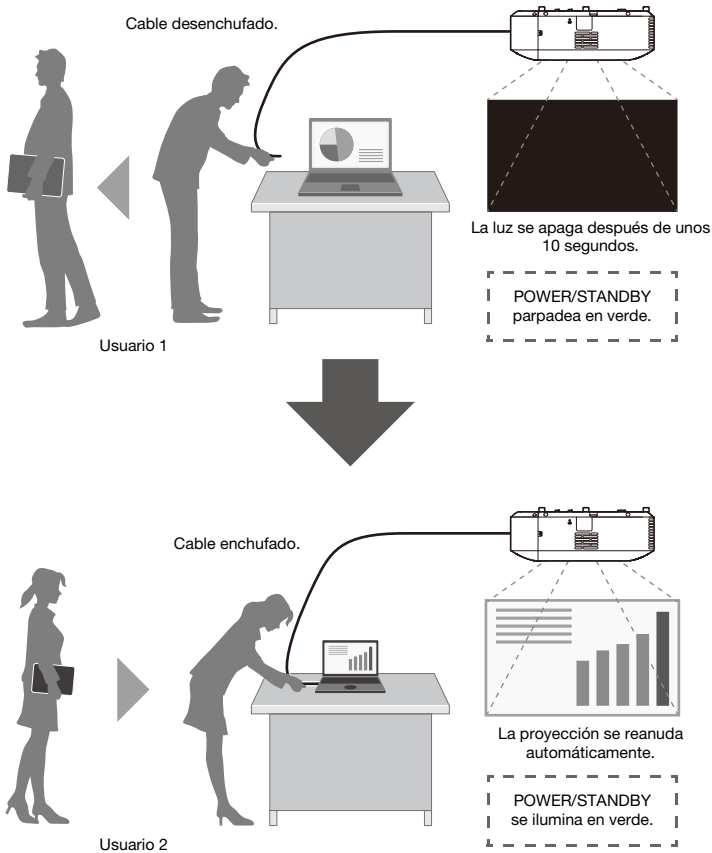 Cable desenchufado.
La luz se apaga después de unos
10 segundos.
POWER/STANDBY
parpadea en verde.
Usuario 1
Cable enchufado.
La proyección se reanuda
automáticamente.
POWER/STANDBY
se ilumina en verde.
Usuario 2